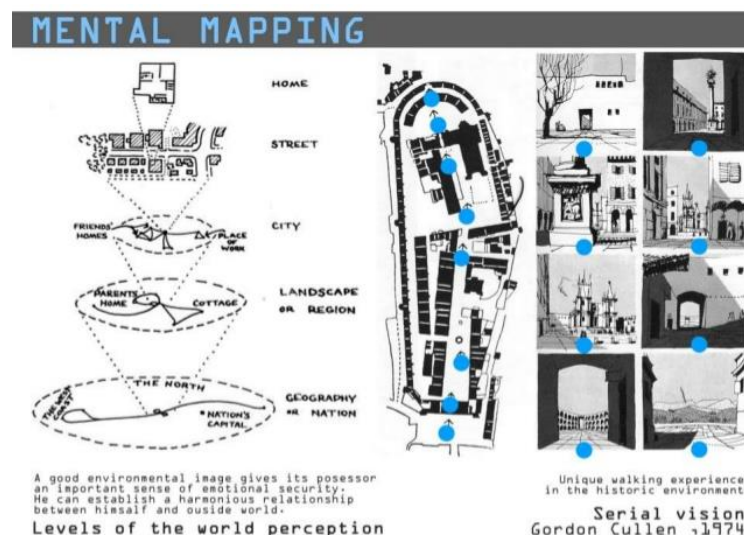 MENTAL MAPPING
HOME
STREET
FRIENDS'
HOMES
PLACE
OF
WORK
CITY
PARENTS
HOME
COTTAGE
LANDSCAPE
OR REGION
THE NORTH
THE WEST
COAST
NATION'S
CAPITAL
GEOGRAPHY
OR NATION
A good environmental image gives its posessor
an important sense of emotional security.
He can establish a harmonious relationship
between himsalf and ouside world.
Levels of the world perception
Unique walking experience
in the historic environment
Serial vision
Gordon Cullen ,1974